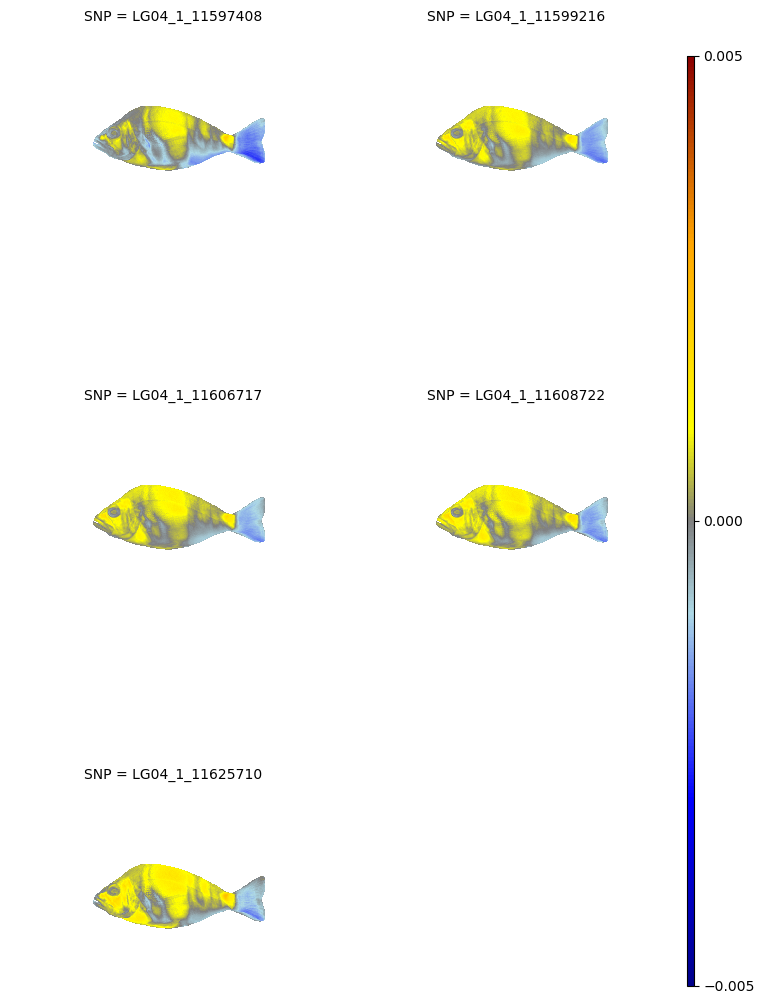 SNP = LG04_1_11597408
SNP = LG04_1_11599216
0.005
SNP = LG04_1_11606717
SNP = LG04_1_11608722
0.000
SNP = LG04_1_11625710
−0.005